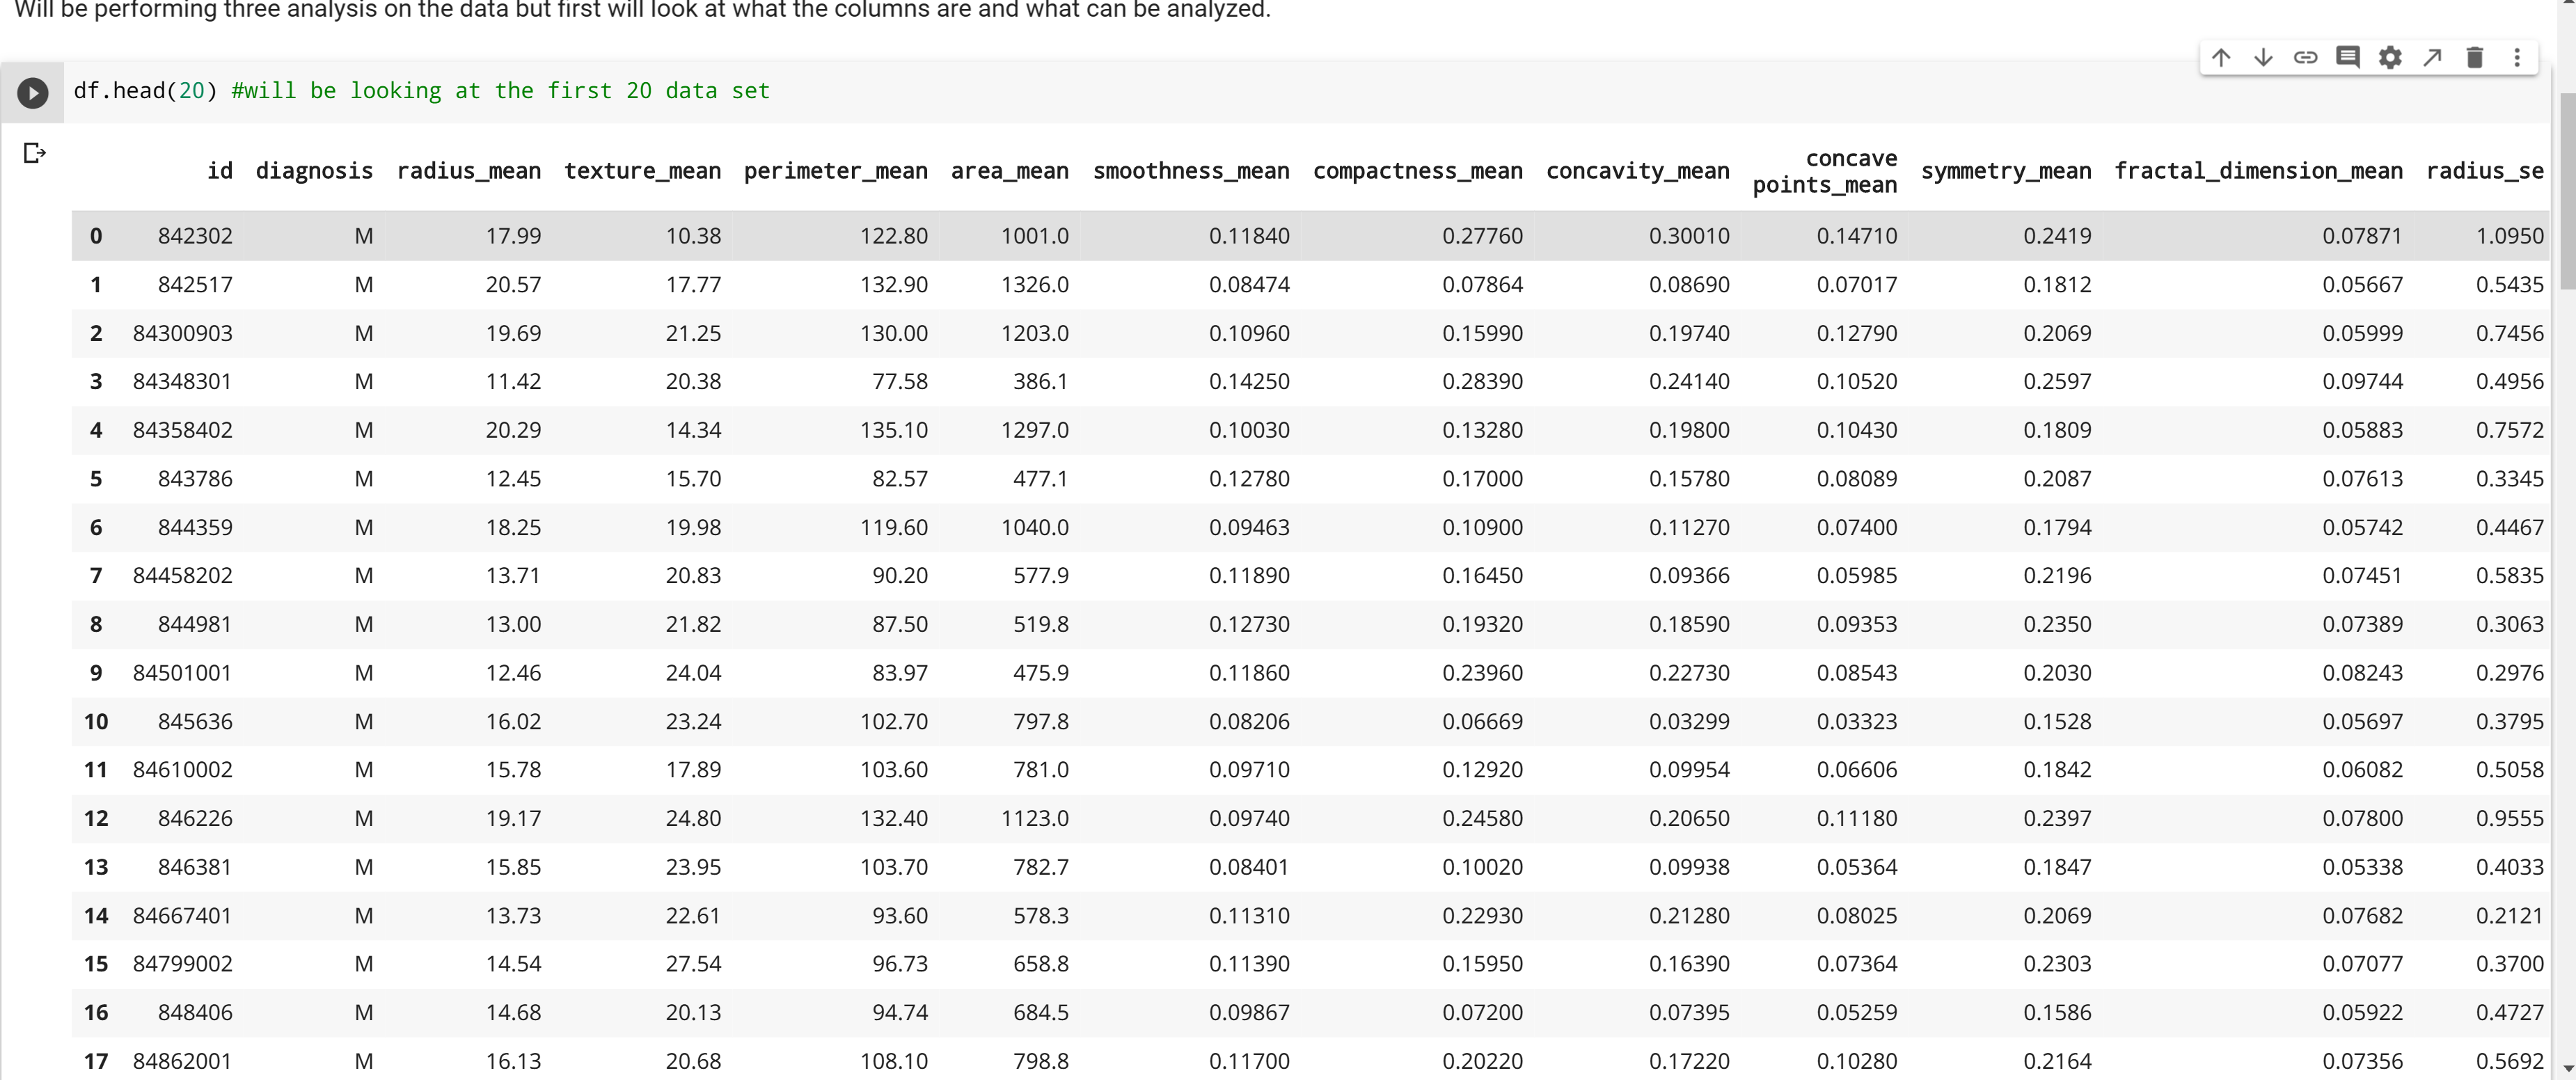 Will be performing three analysis on the data but first will look at what the columns are and what can be analyzed.
df.head(20) #will be looking at the first 20 data set
id diagnosis radius_mean texture_mean perimeter_mean area_mean smoothness_mean compactness_mean concavity_mean concave points_mean symmetry_mean fractal_dimension_mean radius_se
0 842302 M 17.99 10.38 122.80 1001.0 0.11840 0.27760 0.30010 0.14710 0.2419 0.07871 1.0950
1 842517 M 20.57 17.77 132.90 1326.0 0.08474 0.07864 0.08690 0.07017 0.1812 0.05667 0.5435
2 84300903 M 19.69 21.25 130.00 1203.0 0.10960 0.15990 0.19740 0.12790 0.2069 0.05999 0.7456
3 84348301 M 11.42 20.38 77.58 386.1 0.14250 0.28390 0.24140 0.10520 0.2597 0.09744 0.4956
4 84358402 M 20.29 14.34 135.10 1297.0 0.10030 0.13280 0.19800 0.10430 0.1809 0.05883 0.7572
5 843786 M 12.45 15.70 82.57 477.1 0.12780 0.17000 0.15780 0.08089 0.2087 0.07613 0.3345
6 844359 M 18.25 19.98 119.60 1040.0 0.09463 0.10900 0.11270 0.07400 0.1794 0.05742 0.4467
7 84458202 M 13.71 20.83 90.20 577.9 0.11890 0.16450 0.09366 0.05985 0.2196 0.07451 0.5835
8 844981 M 13.00 21.82 87.50 519.8 0.12730 0.19320 0.18590 0.09353 0.2350 0.07389 0.3063
9 84501001 M 12.46 24.04 83.97 475.9 0.11860 0.23960 0.22730 0.08543 0.2030 0.08243 0.2976
10 845636 M 16.02 23.24 102.70 797.8 0.08206 0.06669 0.03299 0.03323 0.1528 0.05697 0.3795
11 84610002 M 15.78 17.89 103.60 781.0 0.09710 0.12920 0.09954 0.06606 0.1842 0.06082 0.5058
12 846226 M 19.17 24.80 132.40 1123.0 0.09740 0.24580 0.20650 0.11180 0.2397 0.07800 0.9555
13 846381 M 15.85 23.95 103.70 782.7 0.08401 0.10020 0.09938 0.05364 0.1847 0.05338 0.4033
14 84667401 M 13.73 22.61 93.60 578.3 0.11310 0.22930 0.21280 0.08025 0.2069 0.07682 0.2121
15 84799002 M 14.54 27.54 96.73 658.8 0.11390 0.15950 0.16390 0.07364 0.2303 0.07077 0.3700
16 848406 M 14.68 20.13 94.74 684.5 0.09867 0.07200 0.07395 0.05259 0.1586 0.05922 0.4727
17 84862001 M 16.13 20.68 108.10 798.8 0.11700 0.20220 0.17220 0.10280 0.2164 0.07356 0.5692